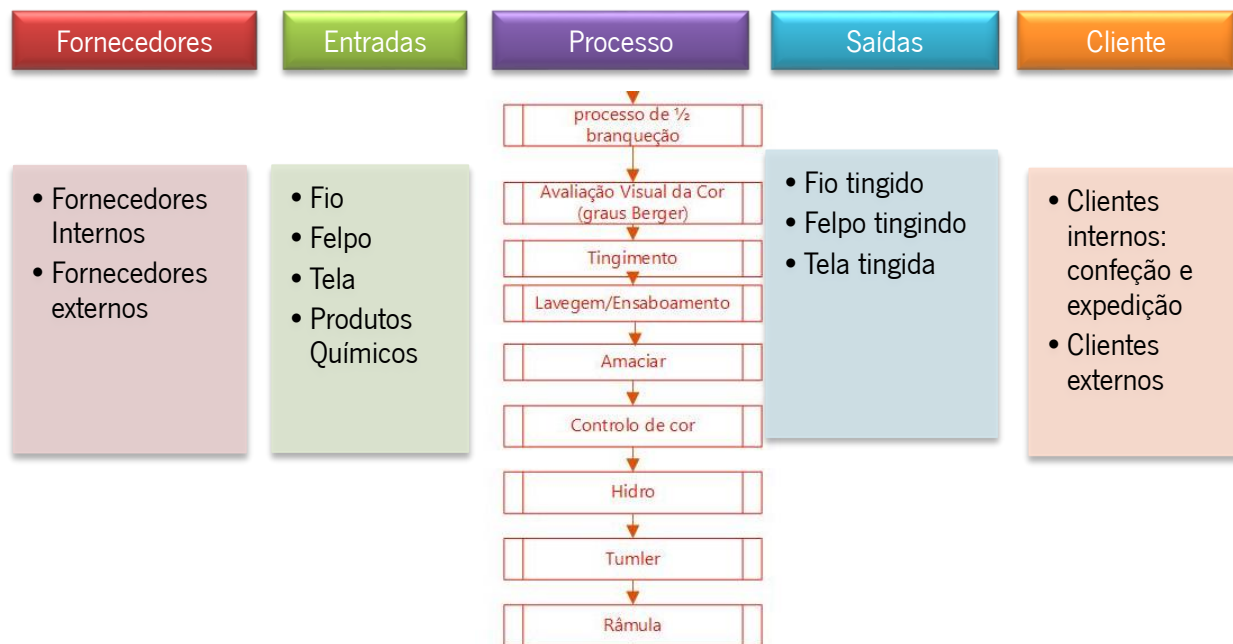 Fornecedores
Entradas
Processo
Saídas
Cliente
• Fornecedores
Internos
• Fornecedores
externos
• Fio
• Felpo
• Tela
• Produtos
Químicos
processo de ½
branqueção
Avaliação Visual da Cor
(graus Berger)
Tingimento
Lavegem/Ensaboamento
Amaciar
Controlo de cor
Hidro
Tumler
Râmula
• Fio tingido
• Felpo tingindo
• Tela tingida
• Clientes
internos:
confeção e
expedição
• Clientes
externos